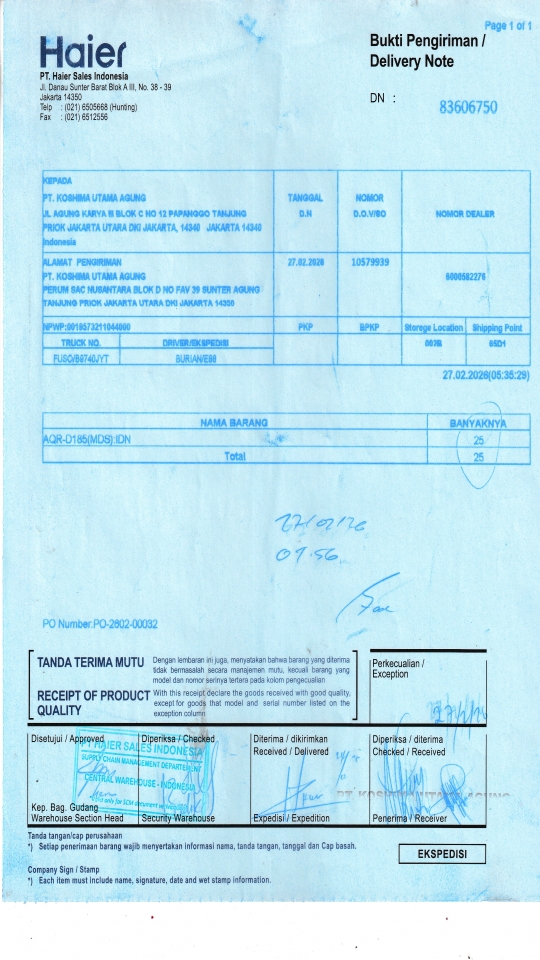 Page 1 of 1
Haier
Bukti Pengiriman /
Delivery Note
PT. Haier Sales Indonesia
Jl. Danau Sunter Barat Blok A III, No. 38 - 39
Jakarta 14350
Telp : (021) 6505668 (Hunting)
Fax : (021) 6512556
DN :
83606750
KEPADA
PT. KOSHIMA UTAMA AGUNG
JL AGUNG KARYA III BLOK C NO 12 PAPANGGO TANJUNG
PRIOK JAKARTA UTARA DKI JAKARTA, 14340 JAKARTA 14340
Indonesia
TANGGAL
D.N
NOMOR
D.O.V/SO
NOMOR DEALER
ALAMAT PENGIRIMAN
PT. KOSHIMA UTAMA AGUNG
PERUM SAC NUSANTARA BLOK D NO FAV 39 SUNTER AGUNG
TANJUNG PRIOK JAKARTA UTARA DKI JAKARTA 14350
27.02.2026
10579939
PKP
BPKP
Storege Location
Shipping Point
TRUCK NO.
DRIVER/EKSPEDISI
27.02.2026(05:35:29)
NAMA BARANG
BANYAKNYA
AQR-D185(MDS):IDN
25
Total
25
27/02/26
07.56
PO Number:PO-2802-00032
TANDA TERIMA MUTU
Dengan lembaran ini juga, menyatakan bahwa barang yang diterima
tidak bermasalah secara manajemen mutu, kecuali barang yang
model dan nomor serinya tertera pada kolom pengecualian
RECEIPT OF PRODUCT
QUALITY
With this receipt declare the goods received with good quality,
except for goods that model and serial number listed on the
exception column
Perkecualian /
Exception
Disetujui / Approved
Diperiksa / Checked
Diterima / dikirimkan
Received / Delivered
Diperiksa / diterima
Checked / Received
PT HAIER SALES INDONESIA
SUPPLY CHAIN MANAGEMENT DEPARTEMENT
CENTRAL WAREHOUSE - INDONESIA
PT. KOSHIMA UTAMA AGUNG
Kep. Bag. Gudang
Warehouse Section Head
Security Warehouse
Expedisi / Expedition
Penerima / Receiver
Tanda tangan/cap perusahaan
*) Setiap penerimaan barang wajib menyertakan informasi nama, tanda tangan, tanggal dan Cap basah.
EKSPEDISI
Company Sign / Stamp
*) Each item must include name, signature, date and wet stamp information.